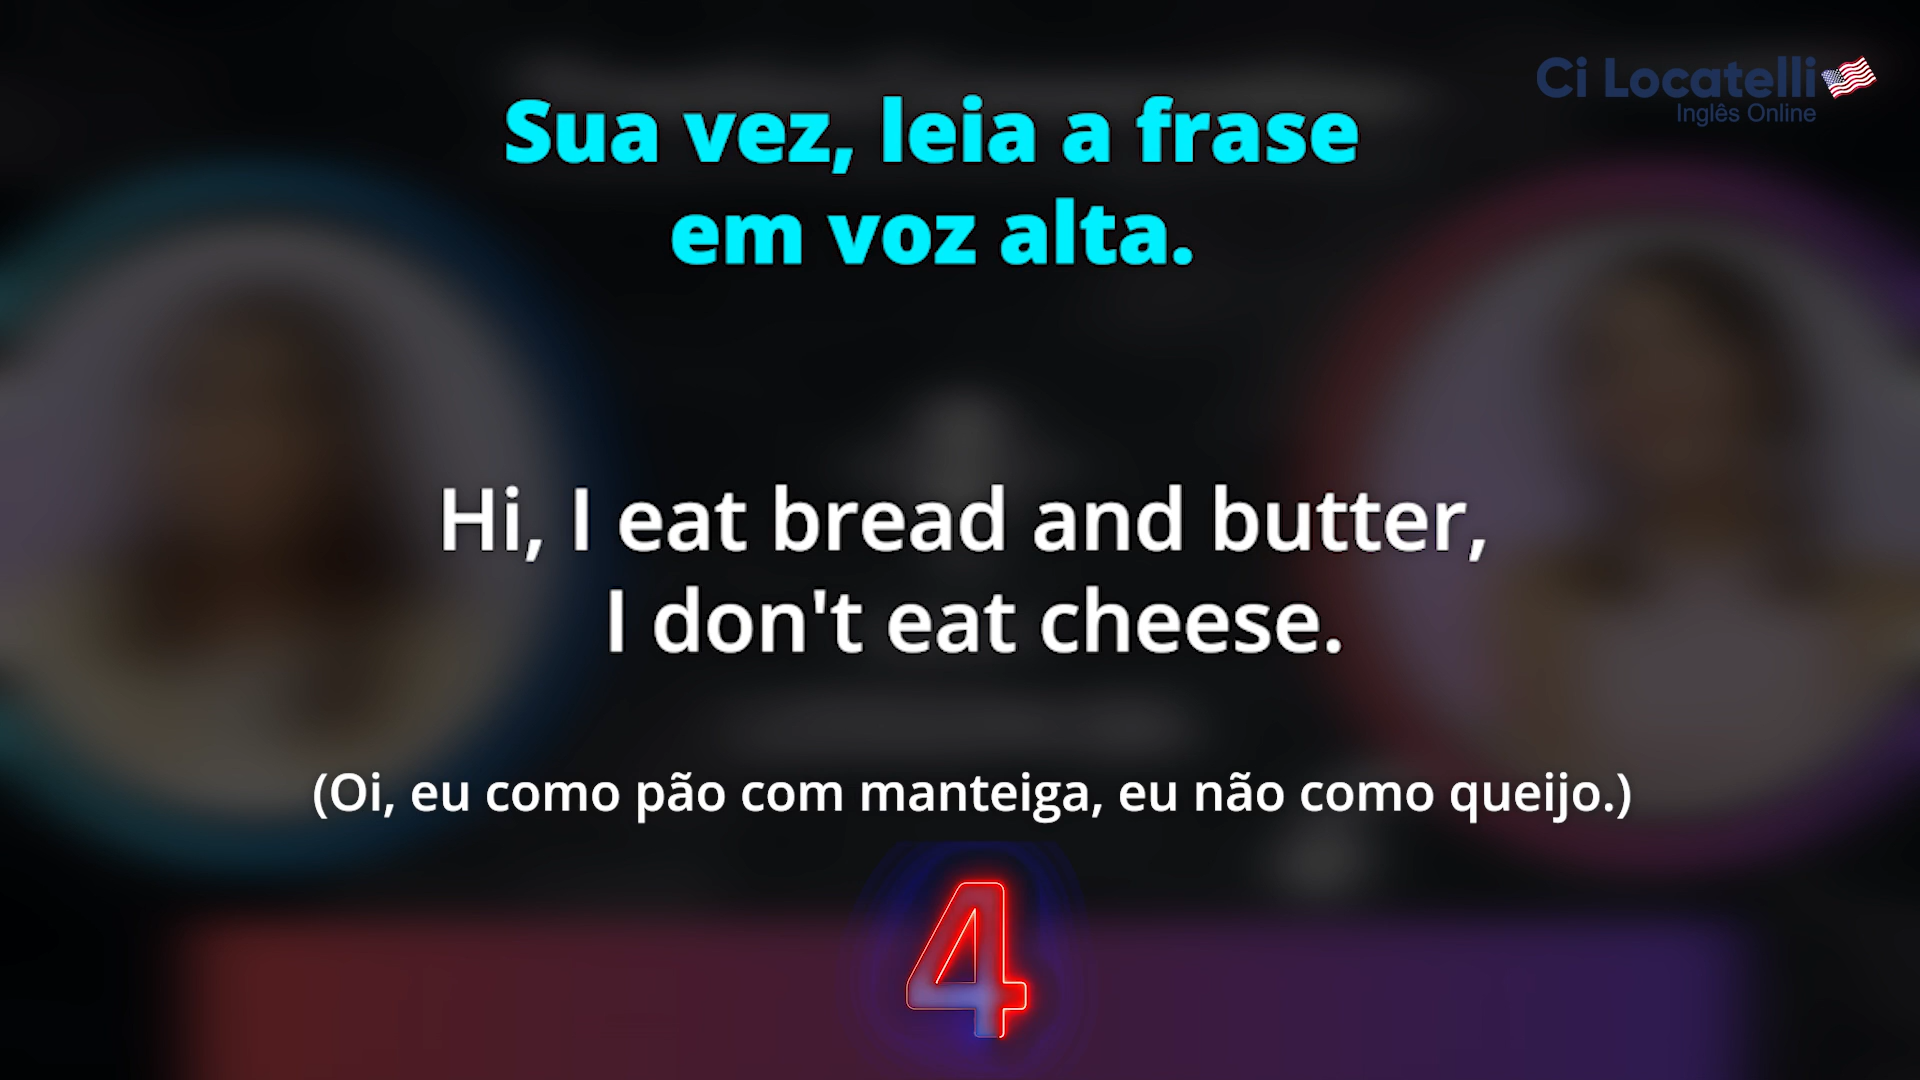 Ci Locatelli
Inglês Online
Sua vez, leia a frase
em voz alta.
Hi, I eat bread and butter,
I don't eat cheese.
(Oi, eu como pão com manteiga, eu não como queijo.)
4